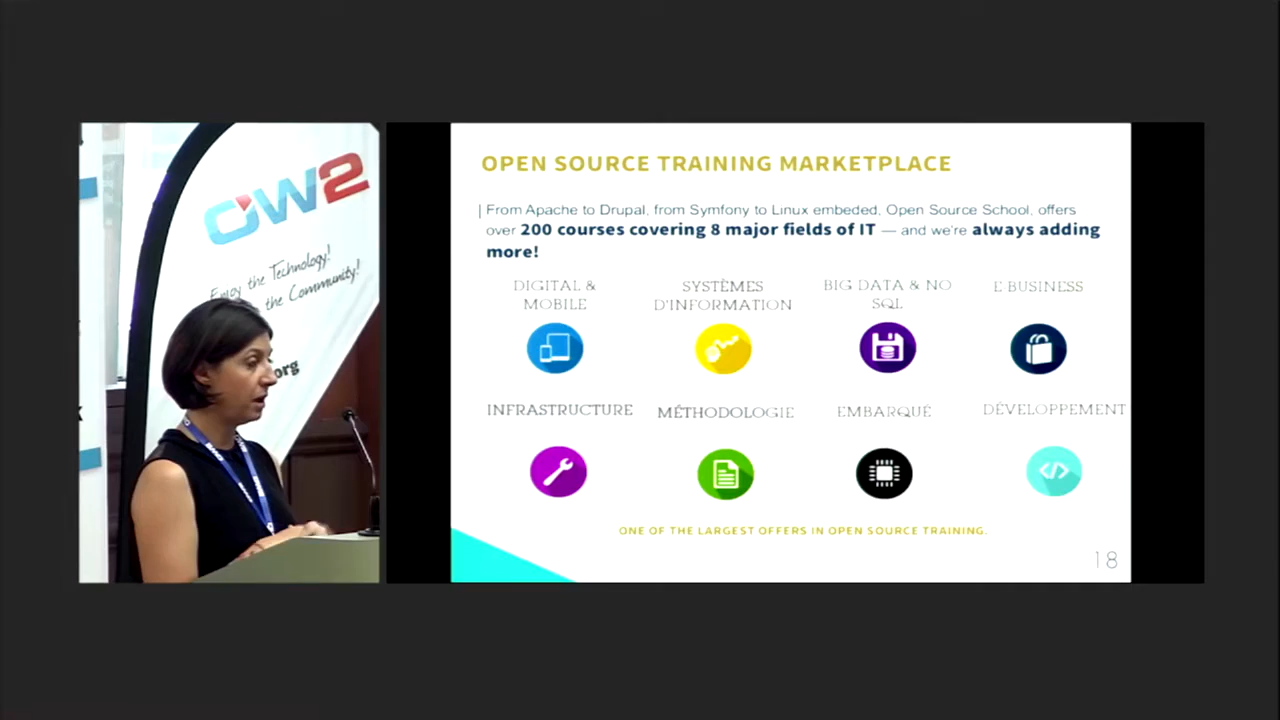 OW2
Enjoy the Technology!
the Community!
org
OPEN SOURCE TRAINING MARKETPLACE
From Apache to Drupal, from Symfony to Linux embeded, Open Source School, offers
over 200 courses covering 8 major fields of IT — and we're always adding
more!
DIGITAL &
MOBILE
SYSTÈMES
D'INFORMATION
BIG DATA & NO
SQL
E-BUSINESS
INFRASTRUCTURE
MÉTHODOLOGIE
EMBARQUÉ
DÉVELOPPEMENT
ONE OF THE LARGEST OFFERS IN OPEN SOURCE TRAINING.
18